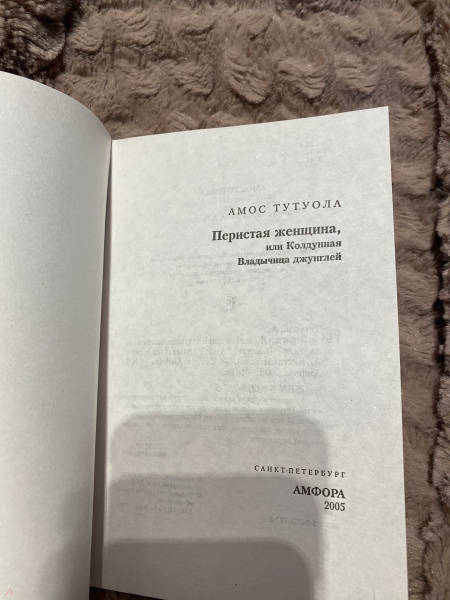 АМОС ТУТУОЛА
Перистая женщина,
или Колдунная
Владычица джунглей
САНКТ-ПЕТЕРБУРГ
АМФОРА
2005